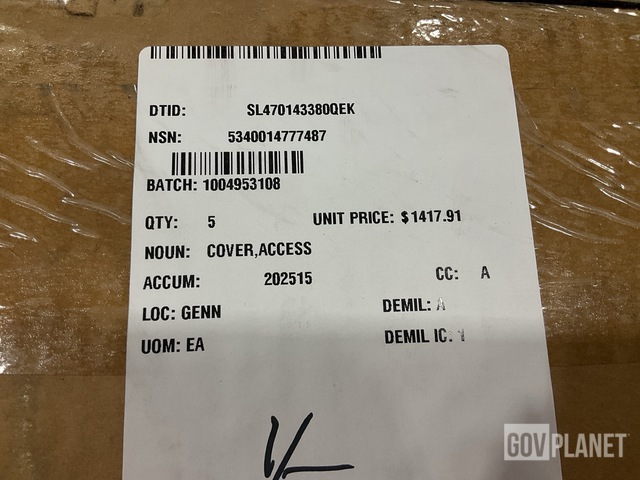 DTID: SL470143380QEK
NSN: 5340014777487
BATCH: 1004953108
QTY: 5 UNIT PRICE: $1417.91
NOUN: COVER,ACCESS
ACCUM: 202515 CC: A
LOC: GENN DEMIL: A
UOM: EA DEMIL IC: 1
GOVPLANET